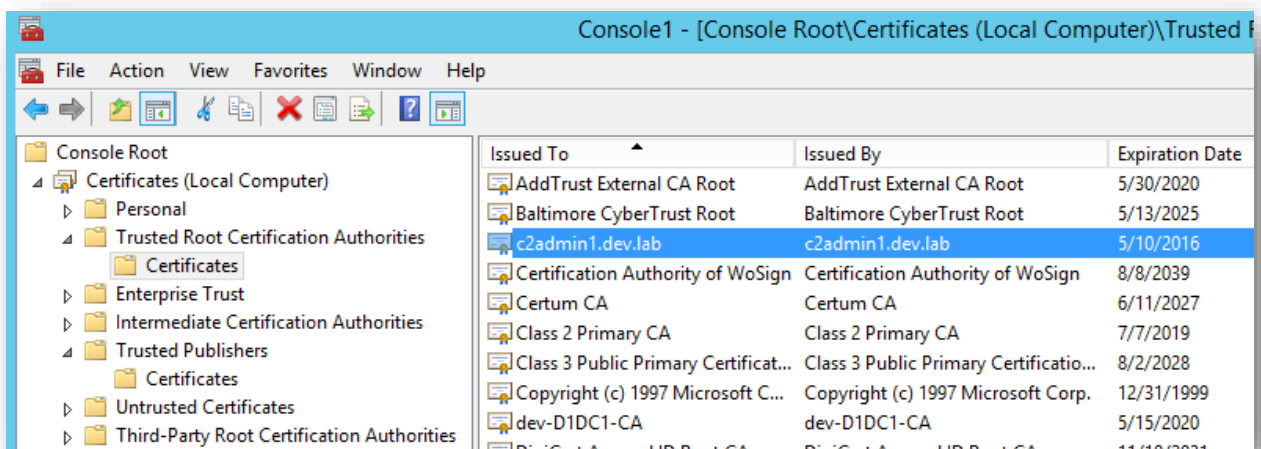 Console1 - [Console Root\Certificates (Local Computer)\Trusted
File Action View Favorites Window Help
Console Root
Certificates (Local Computer)
Personal
Trusted Root Certification Authorities
Certificates
Enterprise Trust
Intermediate Certification Authorities
Trusted Publishers
Certificates
Untrusted Certificates
Third-Party Root Certification Authorities
Issued To Issued By Expiration Date
AddTrust External CA Root AddTrust External CA Root 5/30/2020
Baltimore CyberTrust Root Baltimore CyberTrust Root 5/13/2025
c2admin1.dev.lab c2admin1.dev.lab 5/10/2016
Certification Authority of WoSign Certification Authority of WoSign 8/8/2039
Certum CA Certum CA 6/11/2027
Class 2 Primary CA Class 2 Primary CA 7/7/2019
Class 3 Public Primary Certificat... Class 3 Public Primary Certificatio... 8/2/2028
Copyright (c) 1997 Microsoft C... Copyright (c) 1997 Microsoft Corp. 12/31/1999
dev-D1DC1-CA dev-D1DC1-CA 5/15/2020